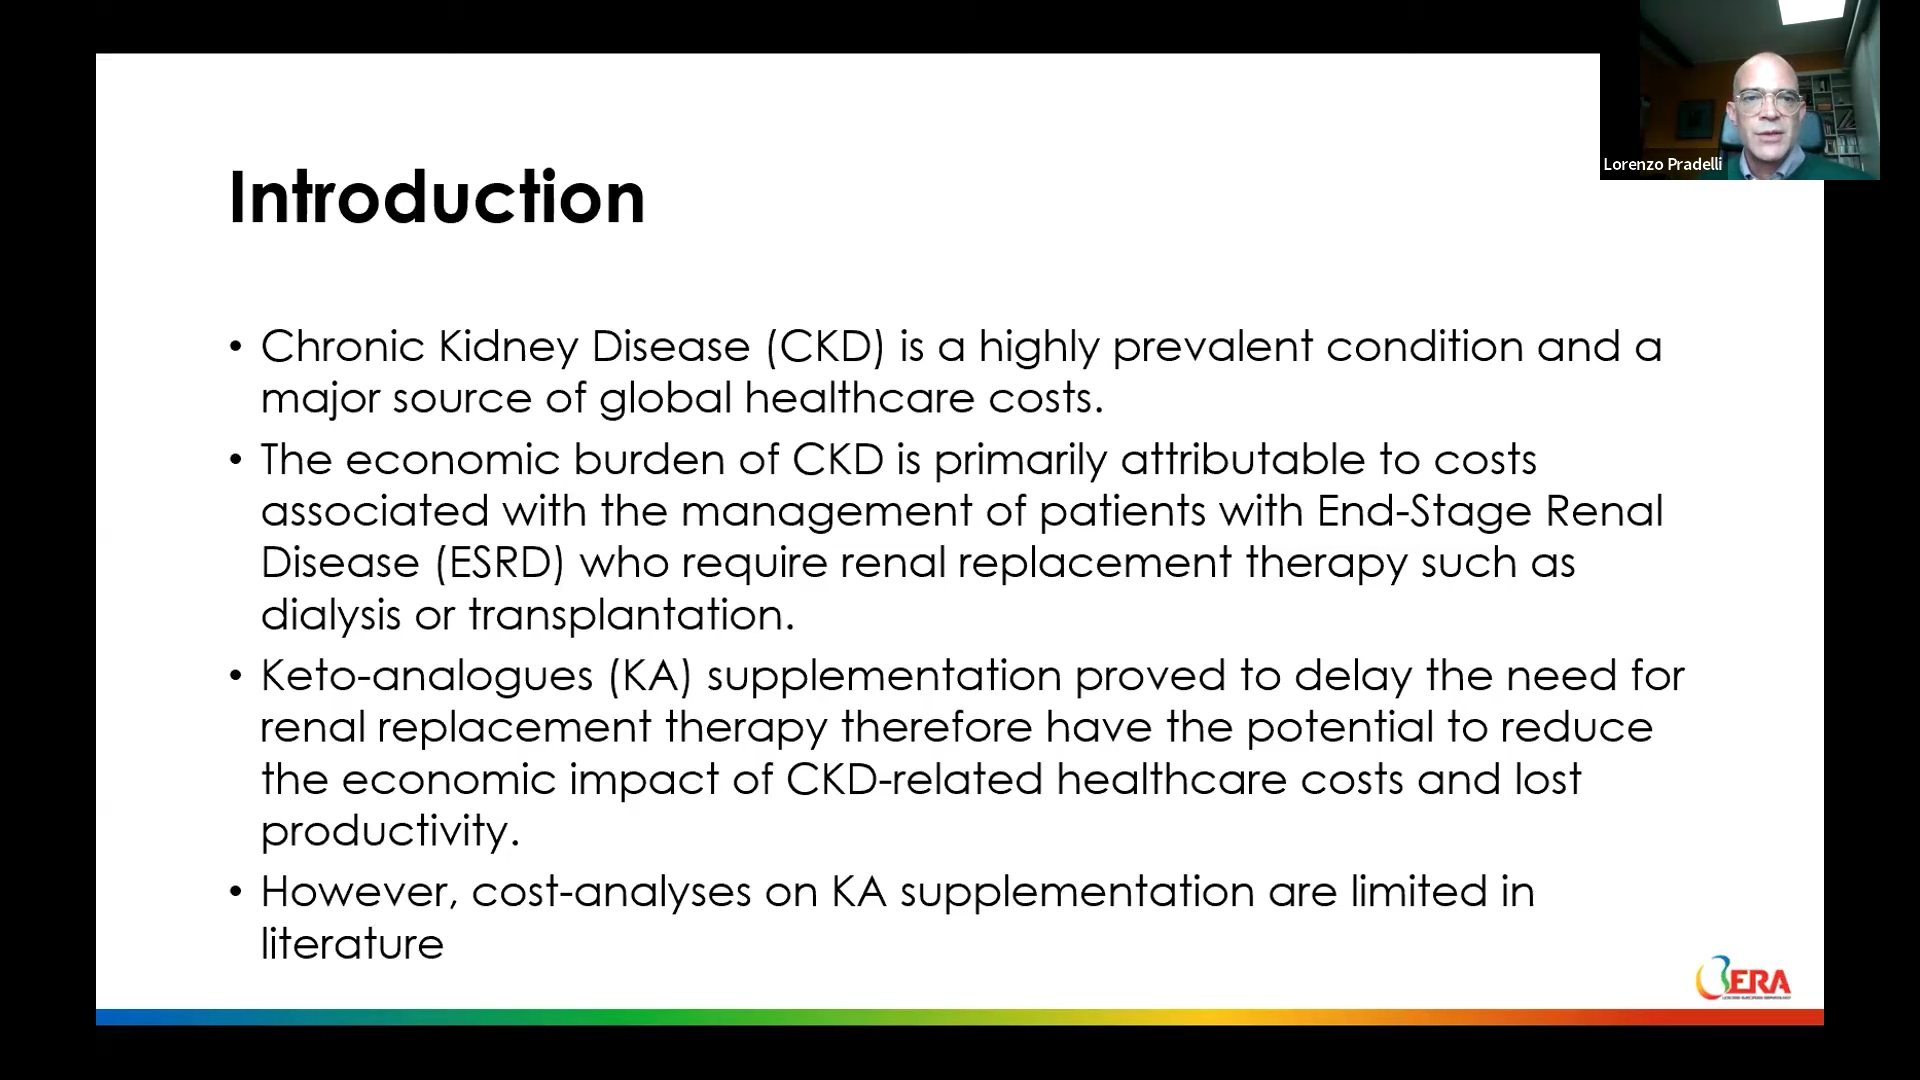 Lorenzo Pradelli
Introduction
• Chronic Kidney Disease (CKD) is a highly prevalent condition and a
major source of global healthcare costs.
• The economic burden of CKD is primarily attributable to costs
associated with the management of patients with End-Stage Renal
Disease (ESRD) who require renal replacement therapy such as
dialysis or transplantation.
• Keto-analogues (KA) supplementation proved to delay the need for
renal replacement therapy therefore have the potential to reduce
the economic impact of CKD-related healthcare costs and lost
productivity.
• However, cost-analyses on KA supplementation are limited in
literature
ERA